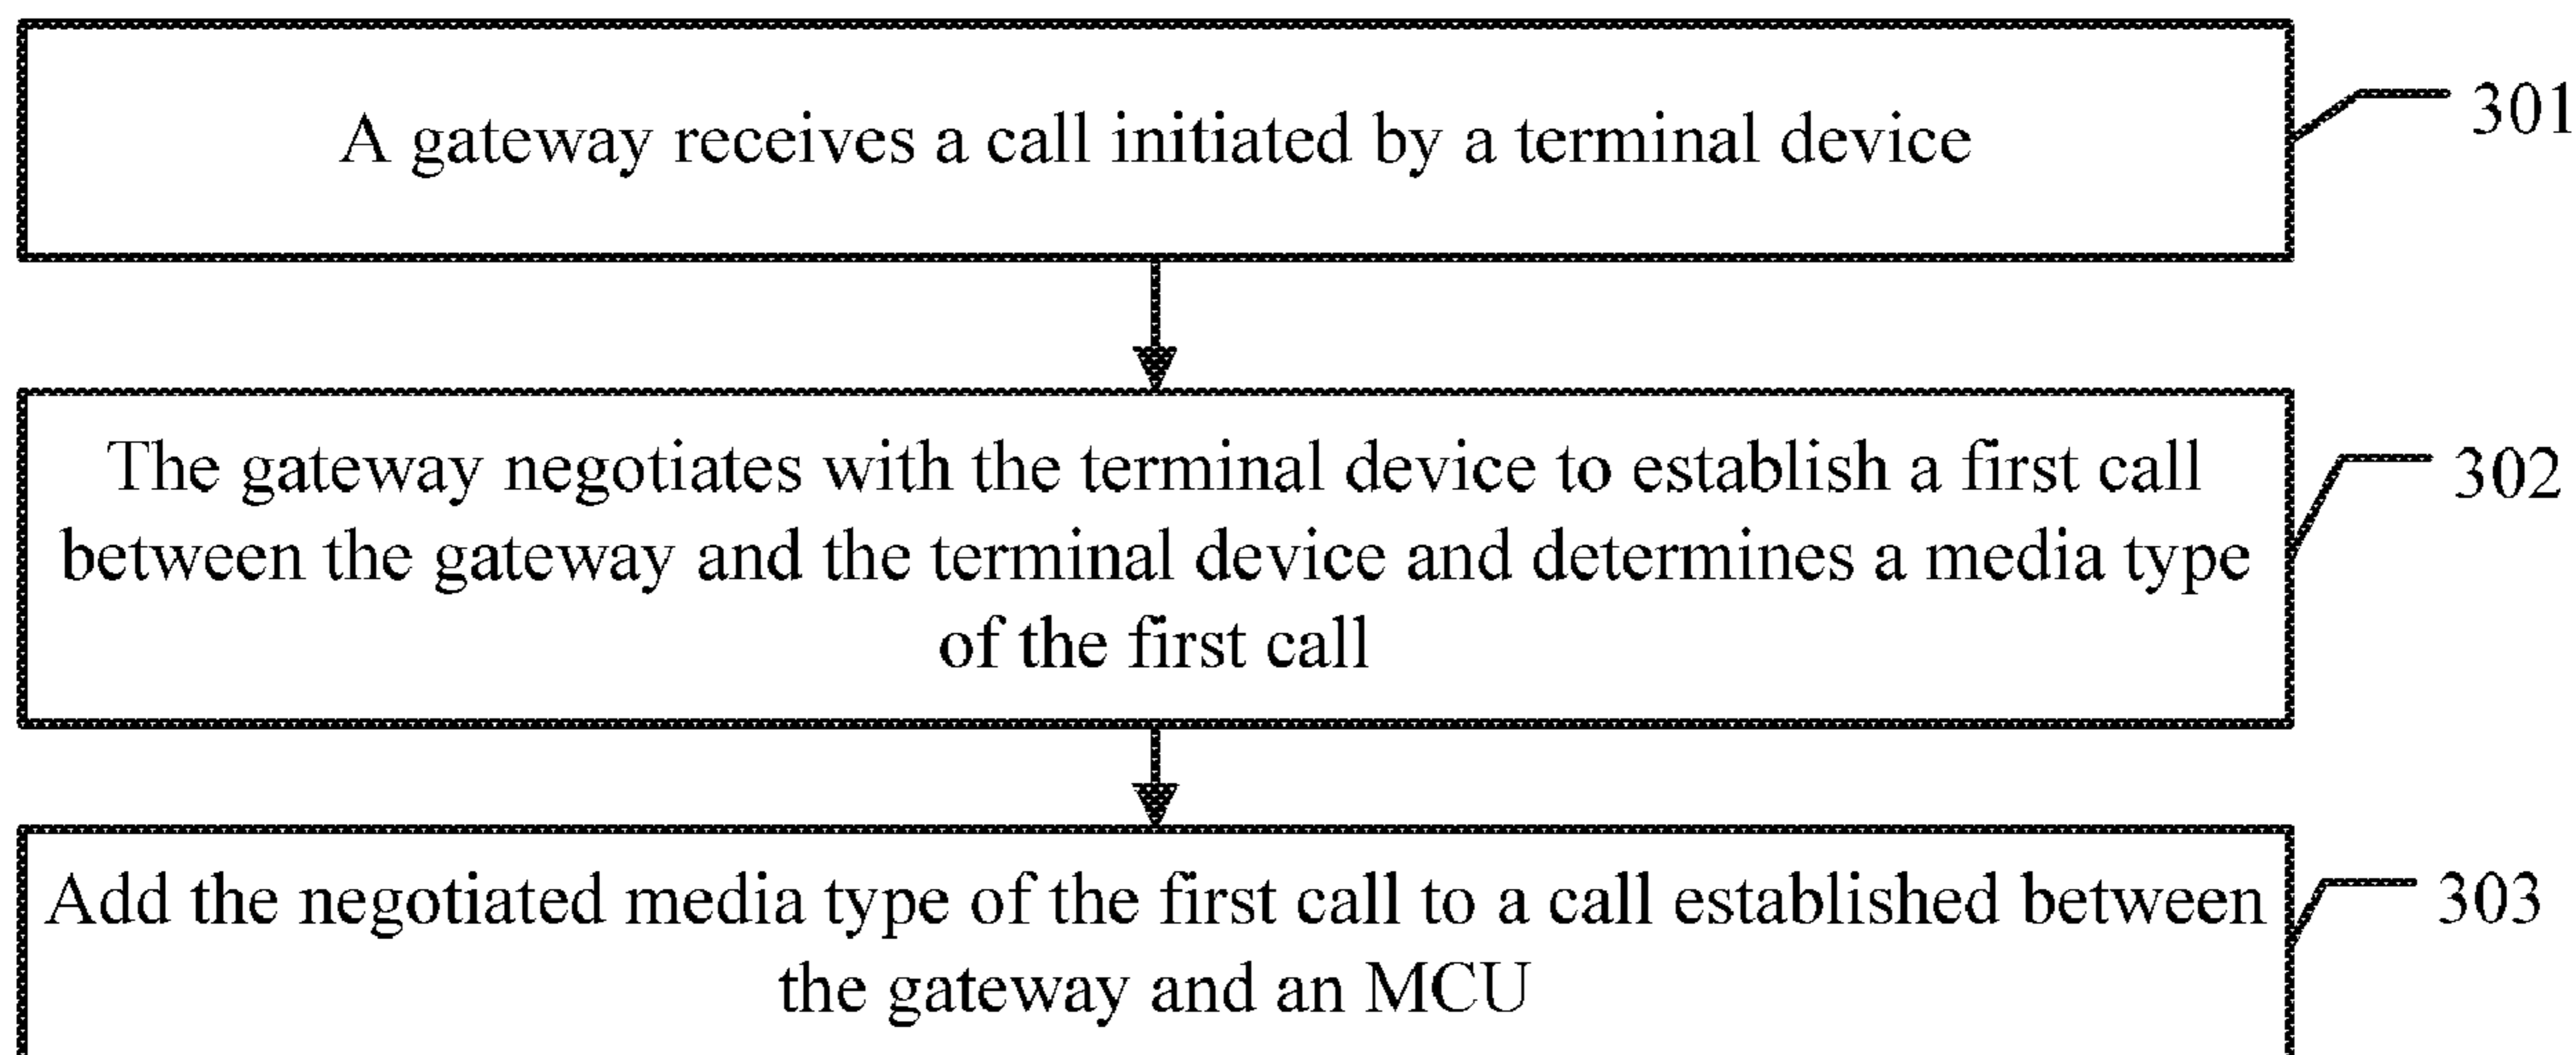 A gateway receives a call initiated by a terminal device
301
The gateway negotiates with the terminal device to establish a first call
between the gateway and the terminal device and determines a media type
of the first call
302
Add the negotiated media type of the first call to a call established between
the gateway and an MCU
303